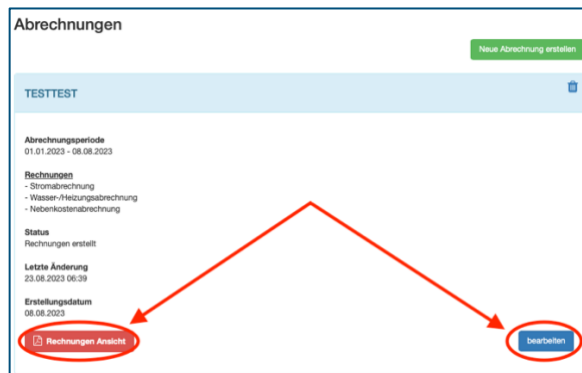 Abrechnungen
Neue Abrechnung erstellen
TESTTEST
Abrechnungsperiode
01.01.2023 - 08.08.2023
Rechnungen
- Stromabrechnung
- Wasser-/Heizungsabrechnung
- Nebenkostenabrechnung
Status
Rechnungen erstellt
Letzte Änderung
23.08.2023 06:39
Erstellungsdatum
08.08.2023
Rechnungen Ansicht
bearbeiten